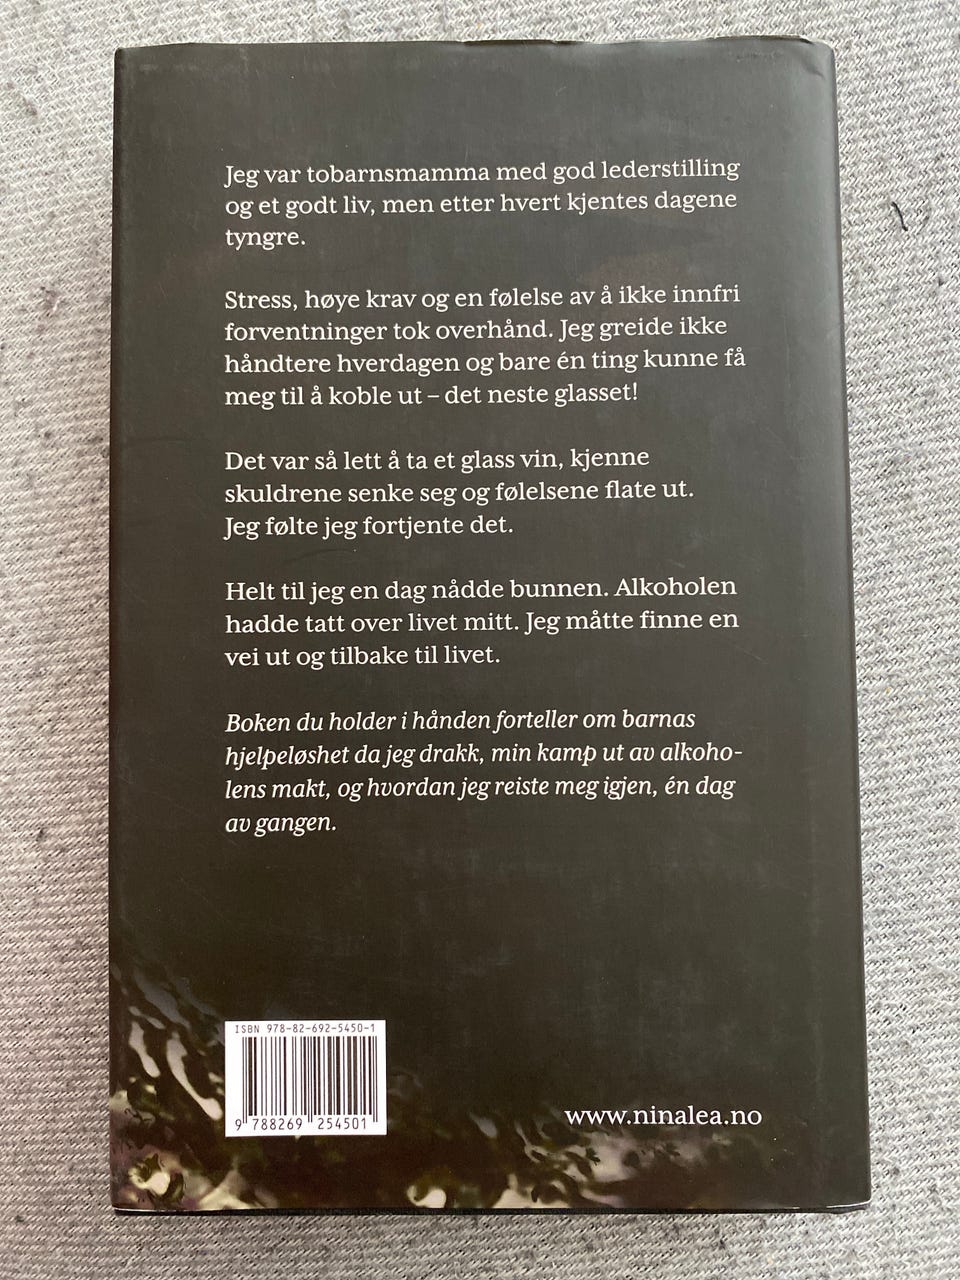 Jeg var tobarnsmamma med god lederstilling
og et godt liv, men etter hvert kjentes dagene
tyngre.
Stress, høye krav og en følelse av å ikke innfri
forventninger tok overhånd. Jeg greide ikke
håndtere hverdagen og bare én ting kunne få
meg til å koble ut – det neste glasset!
Det var så lett å ta et glass vin, kjenne
skuldrene senke seg og følelsene flate ut.
Jeg følte jeg fortjente det.
Helt til jeg en dag nådde bunnen. Alkoholen
hadde tatt over livet mitt. Jeg måtte finne en
vei ut og tilbake til livet.
Boken du holder i hånden forteller om barnas
hjelpeløshet da jeg drakk, min kamp ut av alkoho-
lens makt, og hvordan jeg reiste meg igjen, én dag
av gangen.
ISBN 978-82-692-5450-1
9 788269 254501
www.ninalea.no